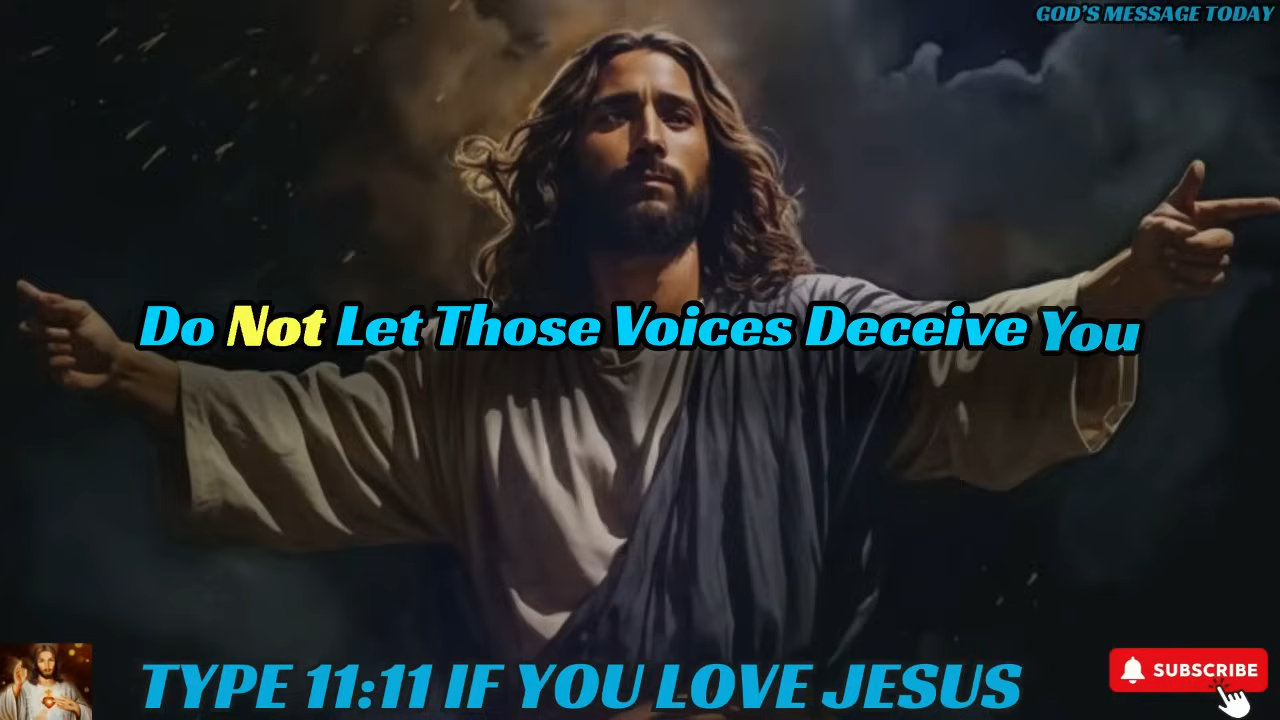 GOD'S MESSAGE TODAY
Do Not Let Those Voices Deceive You
TYPE 11:11 IF YOU LOVE JESUS
SUBSCRIBE